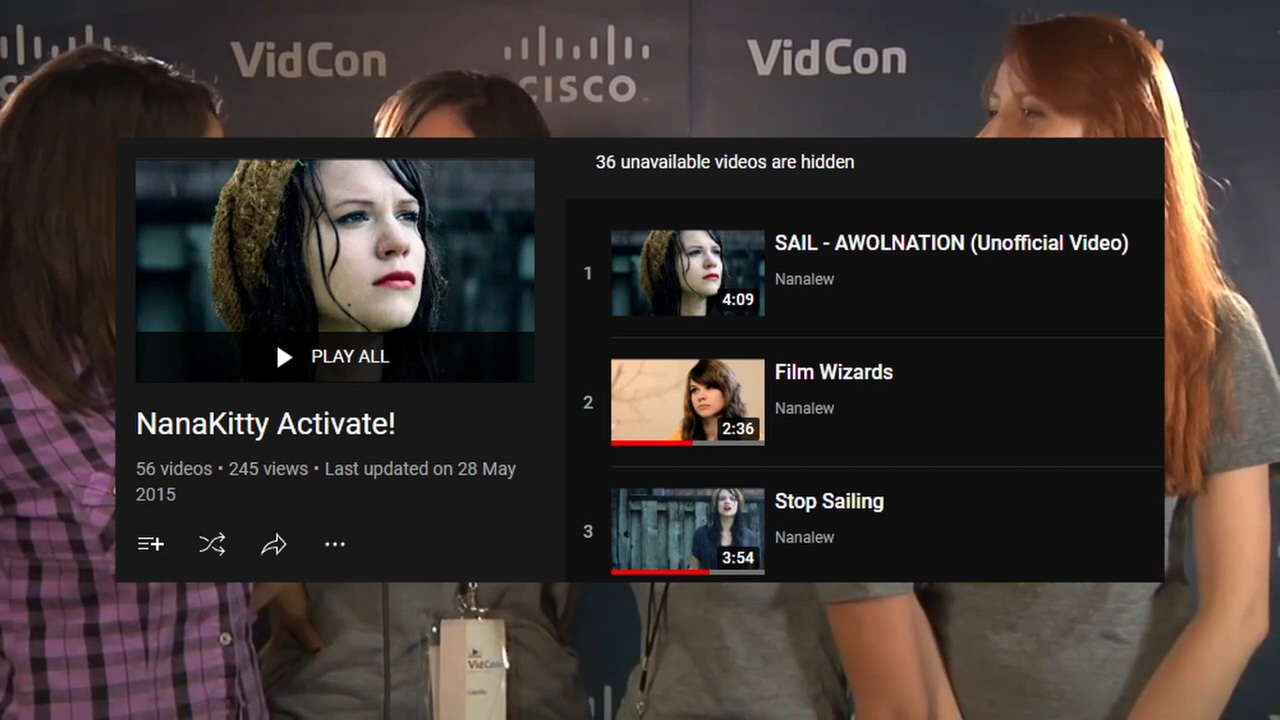 VidCon
CISCO
VidCon
36 unavailable videos are hidden
PLAY ALL
NanaKitty Activate!
56 videos • 245 views • Last updated on 28 May
2015
1
4:09
SAIL - AWOLNATION (Unofficial Video)
Nanalew
2
2:36
Film Wizards
Nanalew
3
3:54
Stop Sailing
Nanalew
VidCon